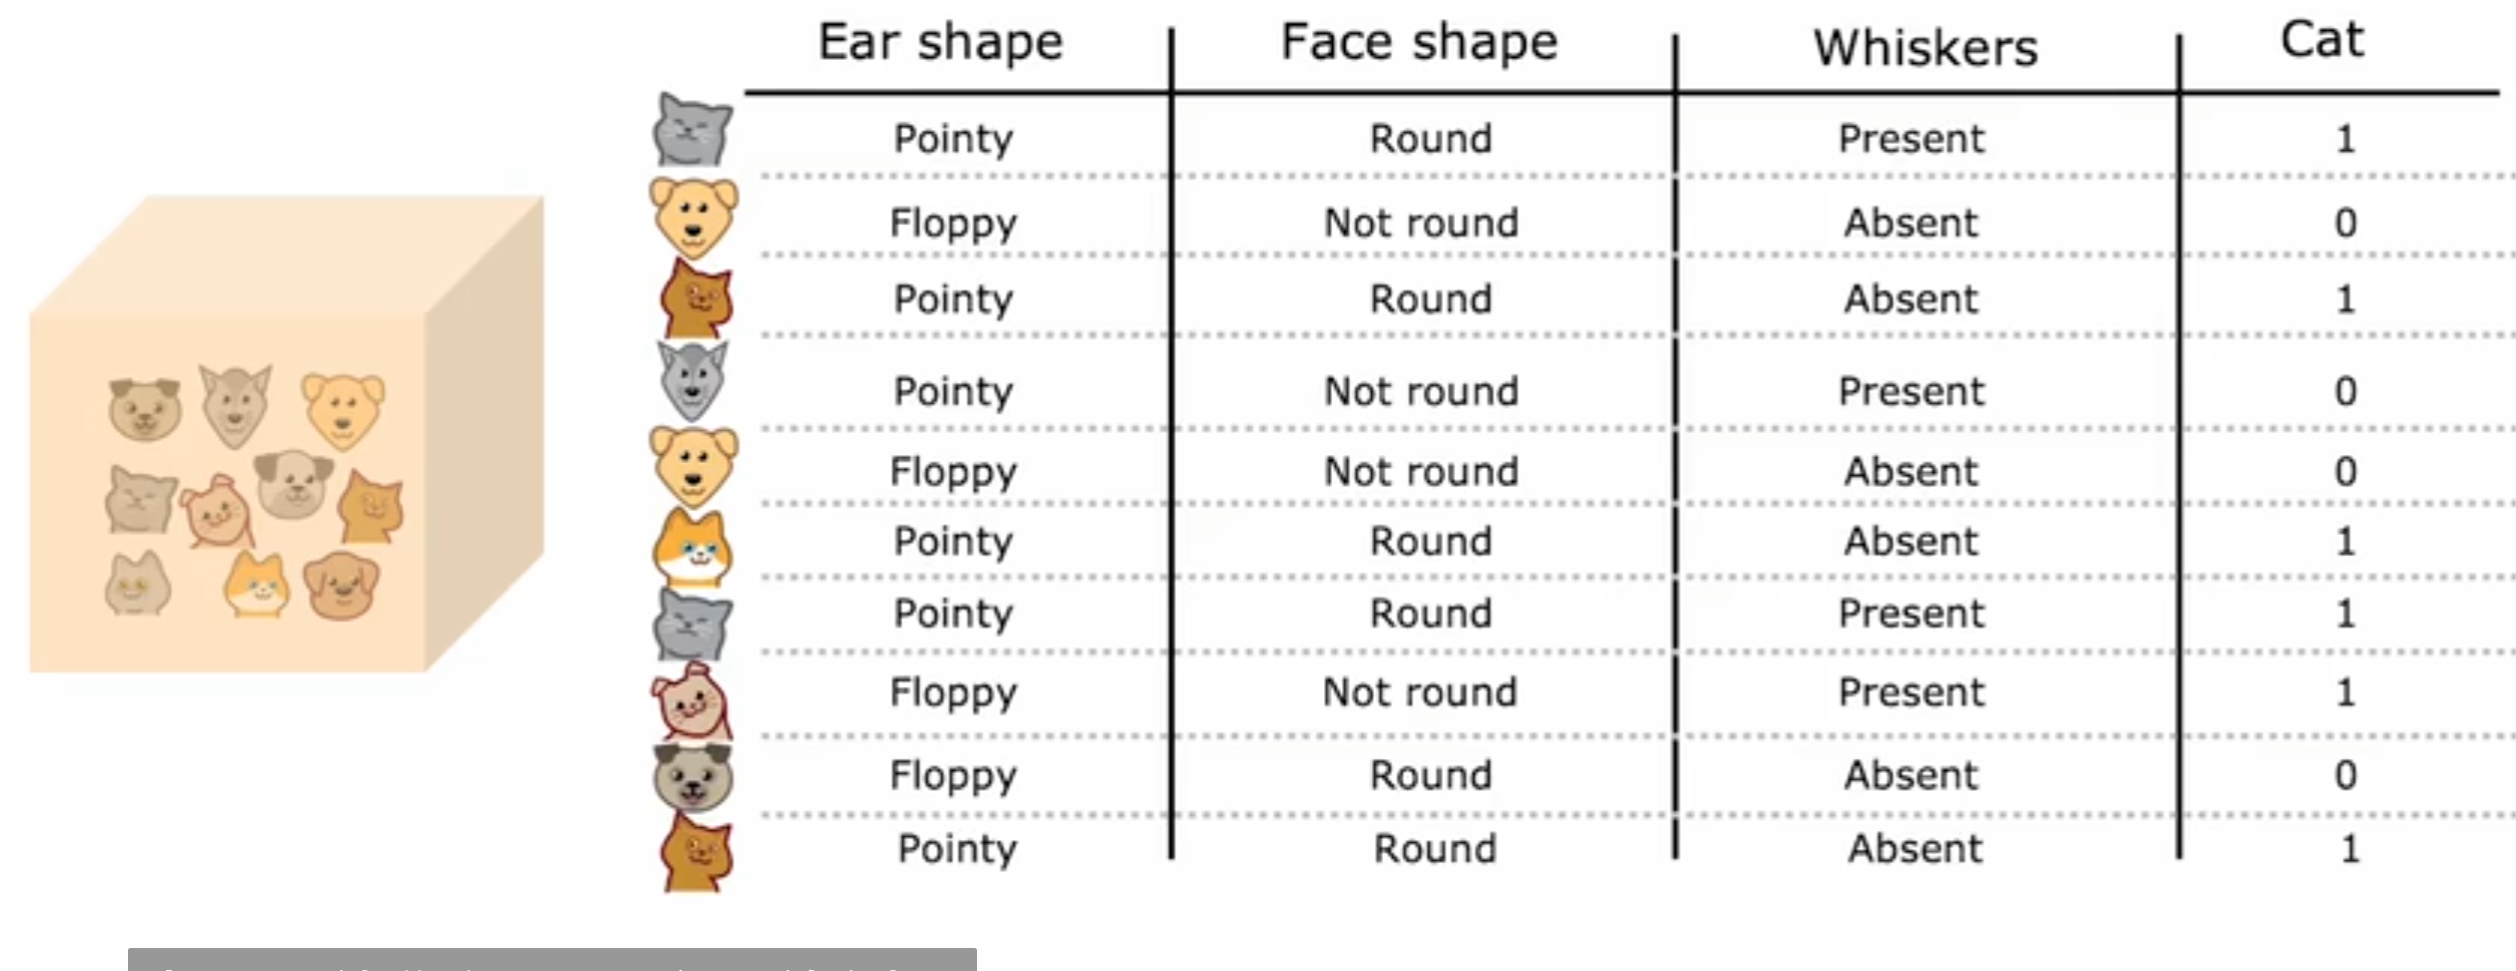 Ear shape Face shape Whiskers Cat
Pointy Round Present 1
Floppy Not round Absent 0
Pointy Round Absent 1
Pointy Not round Present 0
Floppy Not round Absent 0
Pointy Round Absent 1
Pointy Round Present 1
Floppy Not round Present 1
Floppy Round Absent 0
Pointy Round Absent 1